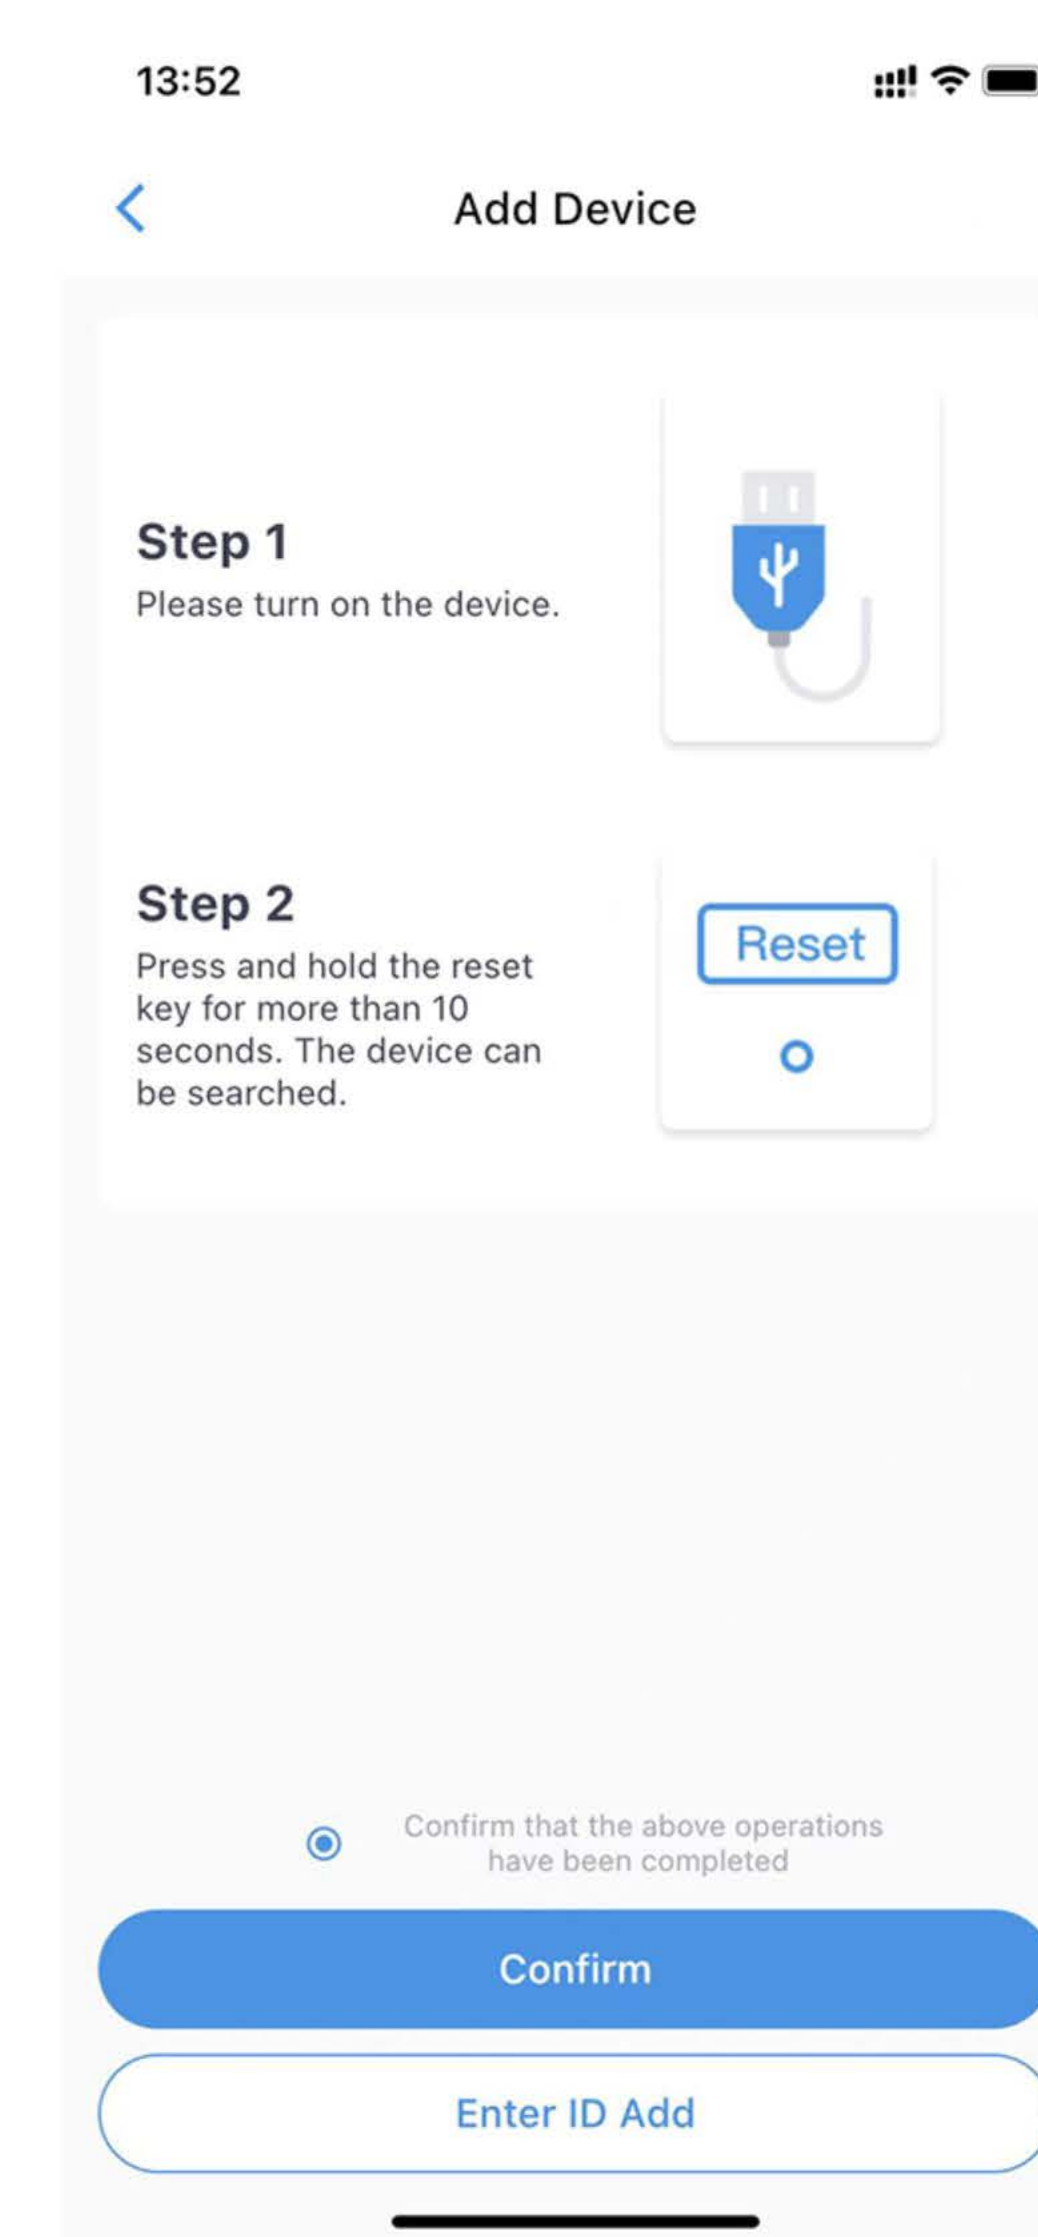 13:52
Add Device
Step 1
Please turn on the device.
Step 2
Press and hold the reset
key for more than 10
seconds. The device can
be searched.
Reset
Confirm that the above operations
have been completed
Confirm
Enter ID Add